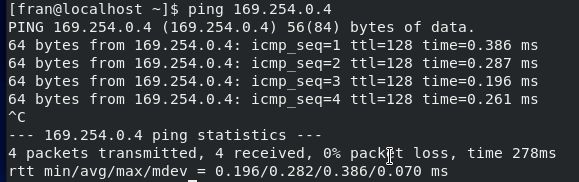 [fran@localhost ~]$ ping 169.254.0.4
PING 169.254.0.4 (169.254.0.4) 56(84) bytes of data.
64 bytes from 169.254.0.4: icmp_seq=1 ttl=128 time=0.386 ms
64 bytes from 169.254.0.4: icmp_seq=2 ttl=128 time=0.287 ms
64 bytes from 169.254.0.4: icmp_seq=3 ttl=128 time=0.196 ms
64 bytes from 169.254.0.4: icmp_seq=4 ttl=128 time=0.261 ms
^C
--- 169.254.0.4 ping statistics ---
4 packets transmitted, 4 received, 0% packet loss, time 278ms
rtt min/avg/max/mdev = 0.196/0.282/0.386/0.070 ms